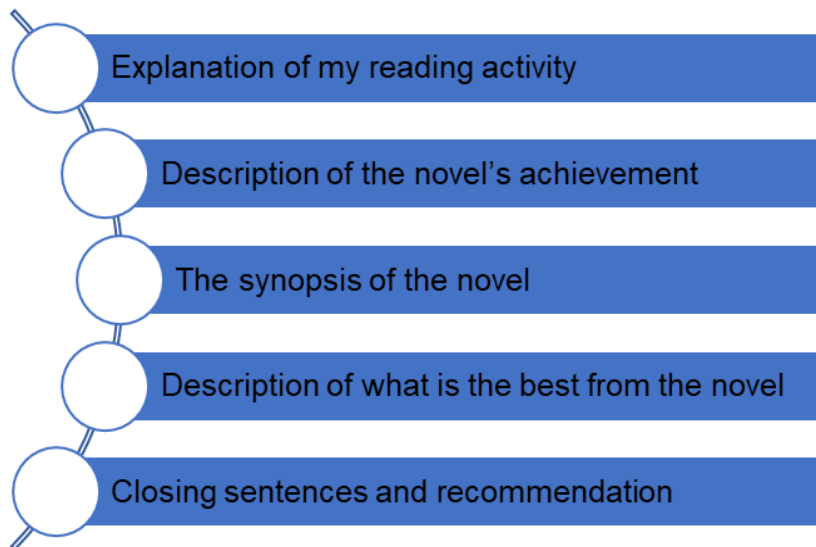 Explanation of my reading activity
Description of the novel’s achievement
The synopsis of the novel
Description of what is the best from the novel
Closing sentences and recommendation